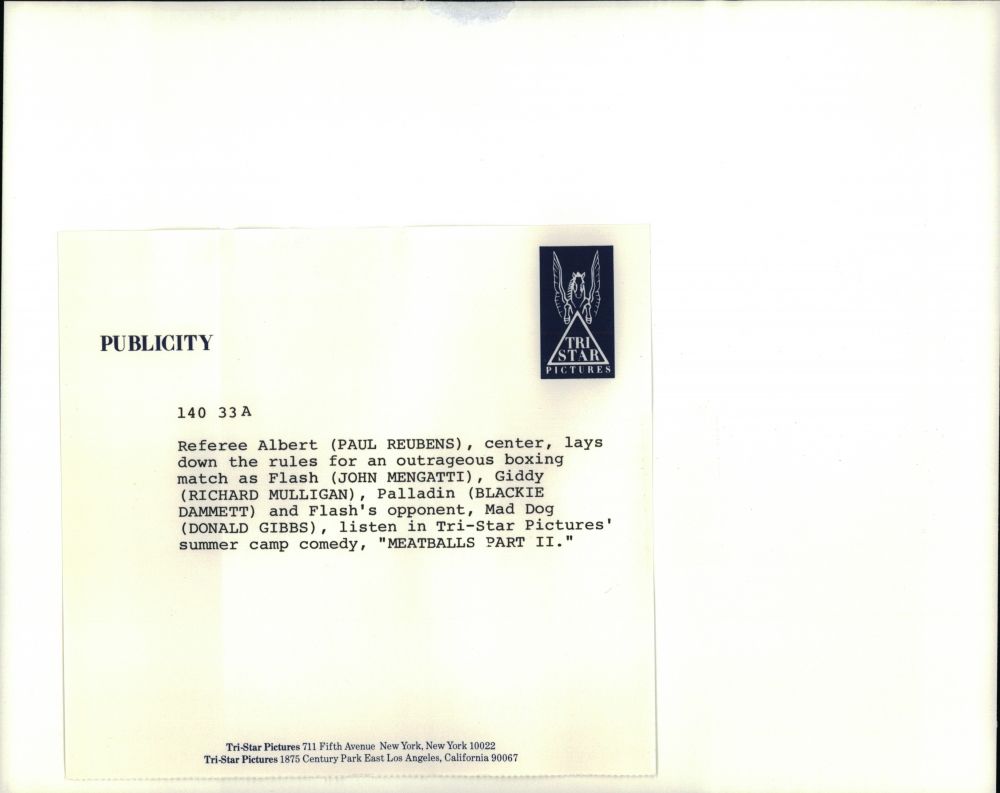 TRI
STAR
PICTURES
PUBLICITY
140 33A
Referee Albert (PAUL REUBENS), center, lays
down the rules for an outrageous boxing
match as Flash (JOHN MENGATTI), Giddy
(RICHARD MULLIGAN), Palladin (BLACKIE
DAMMETT) and Flash's opponent, Mad Dog
(DONALD GIBBS), listen in Tri-Star Pictures'
summer camp comedy, "MEATBALLS PART II."
Tri-Star Pictures 711 Fifth Avenue New York, New York 10022
Tri-Star Pictures 1875 Century Park East Los Angeles, California 90067